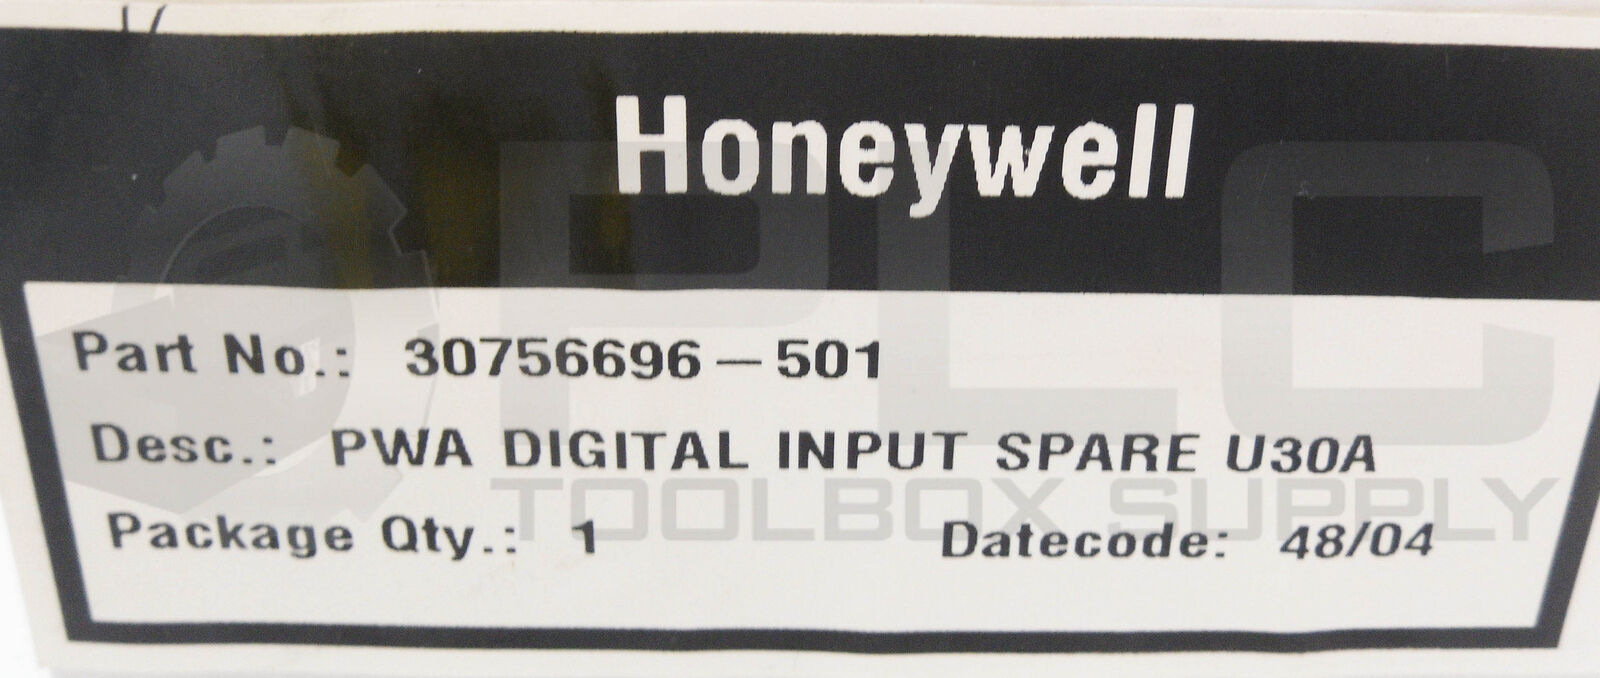 Honeywell
Part No.: 30756696-501
Desc.: PWA DIGITAL INPUT SPARE U30A
Package Qty.: 1 Datecode: 48/04
PLC
TOOLBOX SUPPLY